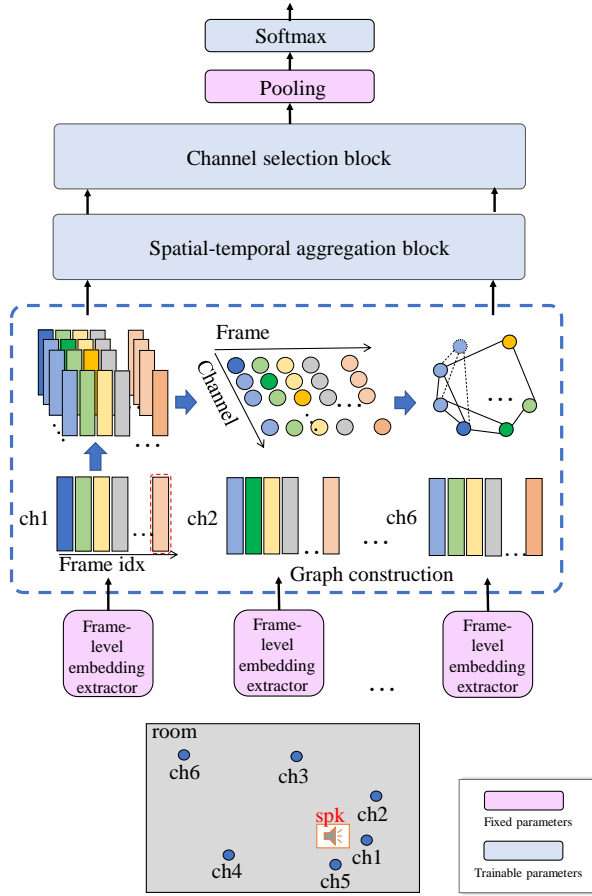 Softmax
Pooling
Channel selection block
Spatial-temporal aggregation block
Frame
Channel
...
...
...
ch1
...
Frame idx
ch2
...
...
ch6
...
Graph construction
Frame-
level
embedding
extractor
Frame-
level
embedding
extractor
...
Frame-
level
embedding
extractor
room
ch6
ch3
ch2
spk
ch1
ch4
ch5
Fixed parameters
Trainable parameters